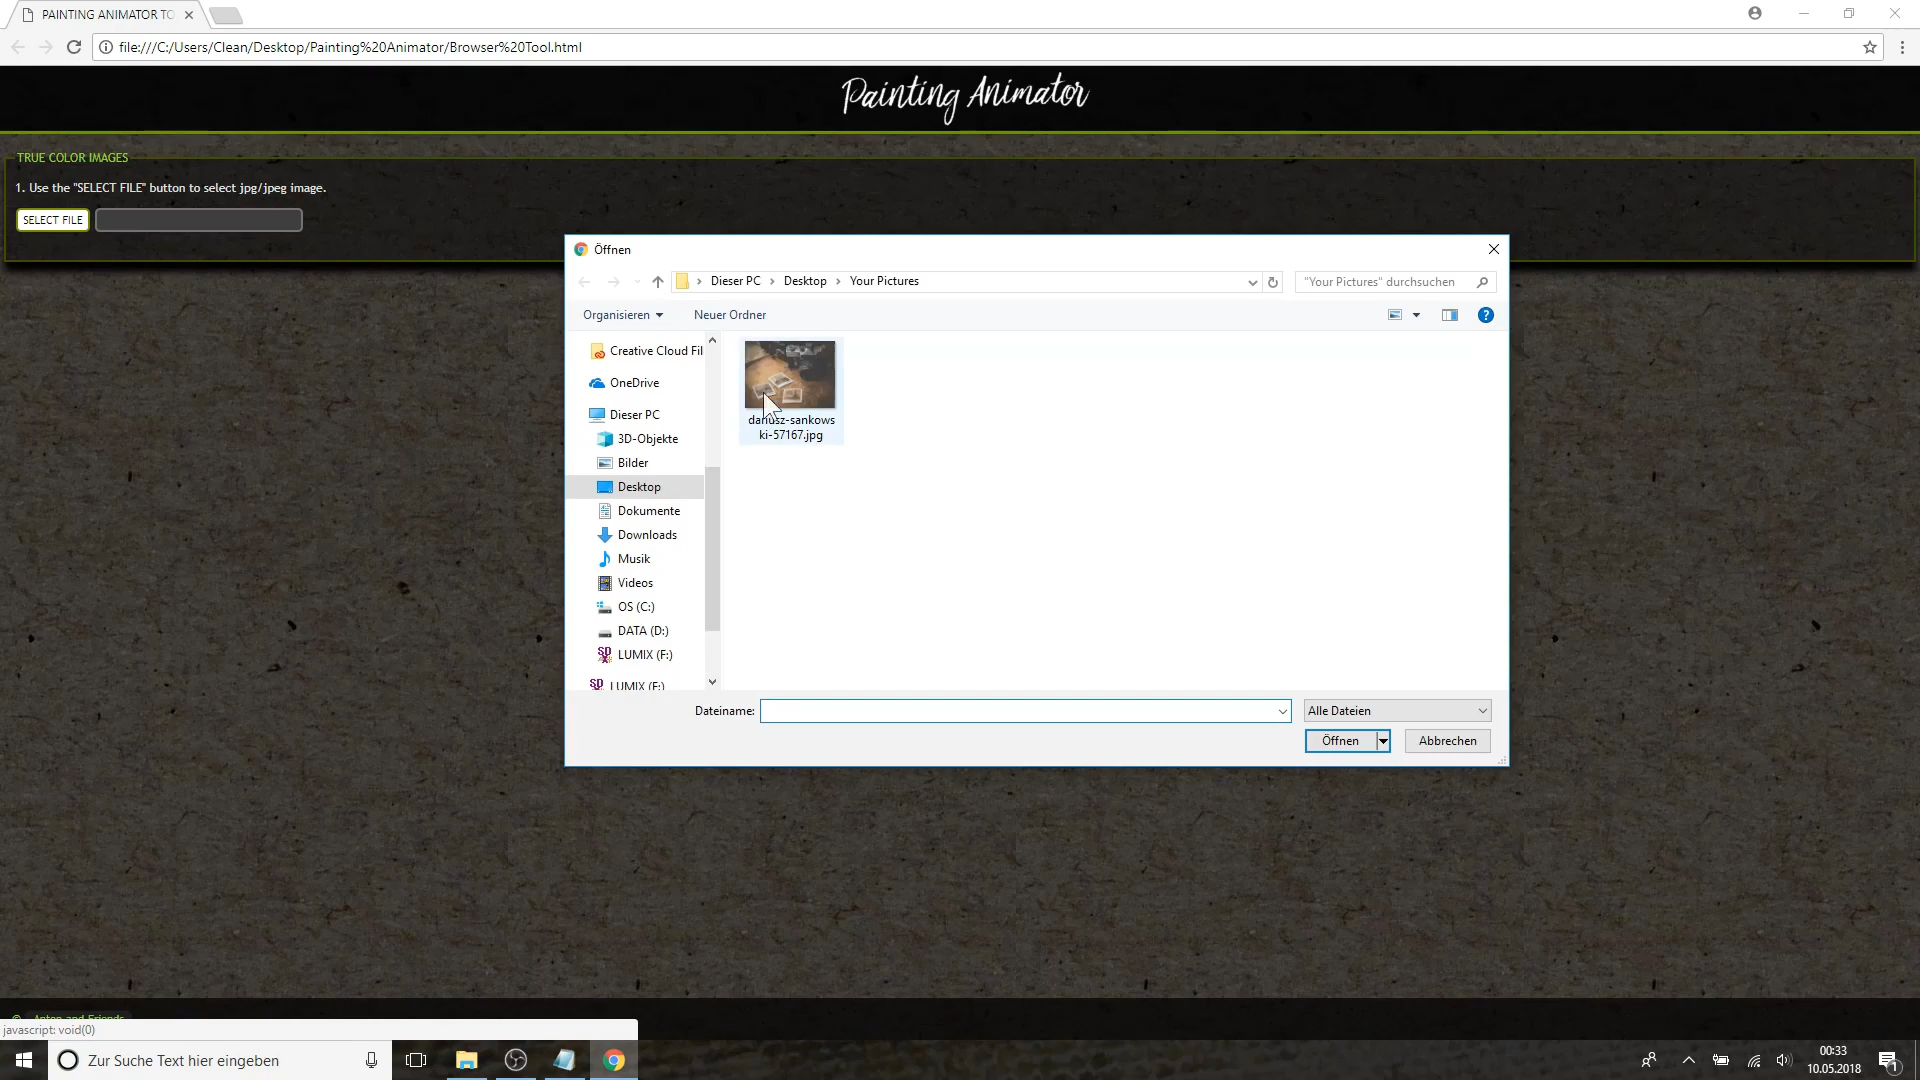 PAINTING ANIMATOR TO
file:///C:/Users/Clean/Desktop/Painting%20Animator/Browser%20Tool.html
Painting Animator
TRUE COLOR IMAGES
1. Use the "SELECT FILE" button to select jpg/jpeg image.
SELECT FILE
Öffnen
Dieser PC
Desktop
Your Pictures
"Your Pictures" durchsuchen
Organisieren
Neuer Ordner
Creative Cloud Fil
OneDrive
Dieser PC
3D-Objekte
Bilder
Desktop
Dokumente
Downloads
Musik
Videos
OS (C:)
DATA (D:)
LUMIX (F:)
LUMIX (F:)
dariusz-sankows
ki-57167.jpg
Dateiname:
Alle Dateien
Öffnen
Abbrechen
© Anton and Friends
javascript: void(0)
Zur Suche Text hier eingeben
00:33
10.05.2018
1